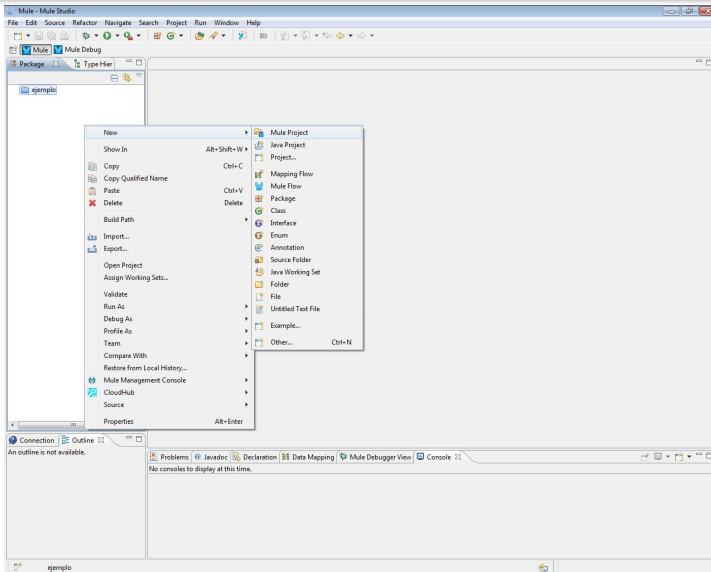 Mule - Mule Studio
File Edit Source Refactor Navigate Search Project Run Window Help
Mule Mule Debug
Package Type Hier
ejemplo
New
Show In Alt+Shift+W
Copy Ctrl+C
Copy Qualified Name
Paste Ctrl+V
Delete Delete
Build Path
Import...
Export...
Open Project
Assign Working Sets...
Validate
Run As
Debug As
Profile As
Team
Compare With
Restore from Local History...
Mule Management Console
CloudHub
Source
Properties Alt+Enter
Mule Project
Java Project
Project...
Mapping Flow
Mule Flow
Package
Class
Interface
Enum
Annotation
Source Folder
Java Working Set
Folder
File
Untitled Text File
Example...
Other... Ctrl+N
Connection Outline
An outline is not available.
Problems Javadoc Declaration Data Mapping Mule Debugger View Console
No consoles to display at this time.
ejemplo